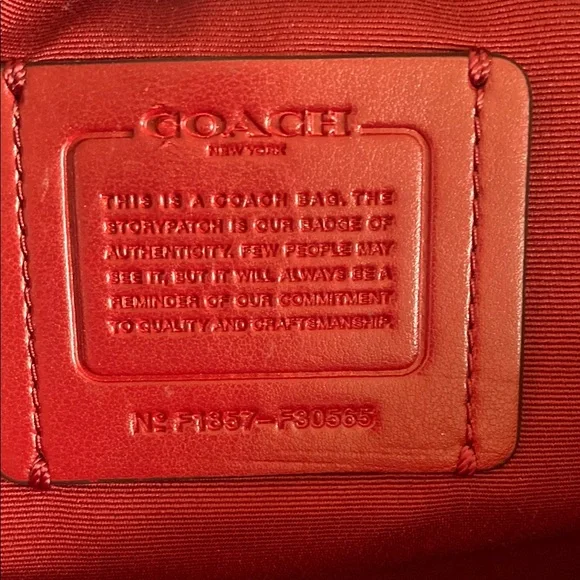 COACH
NEW YORK
THIS IS A COACH BAG. THE
STORYPATCH IS OUR BADGE OF
AUTHENTICITY. FEW PEOPLE MAY
SEE IT, BUT IT WILL ALWAYS BE A
REMINDER OF OUR COMMITMENT
TO QUALITY AND CRAFTSMANSHIP.
Nº F1357-F30565